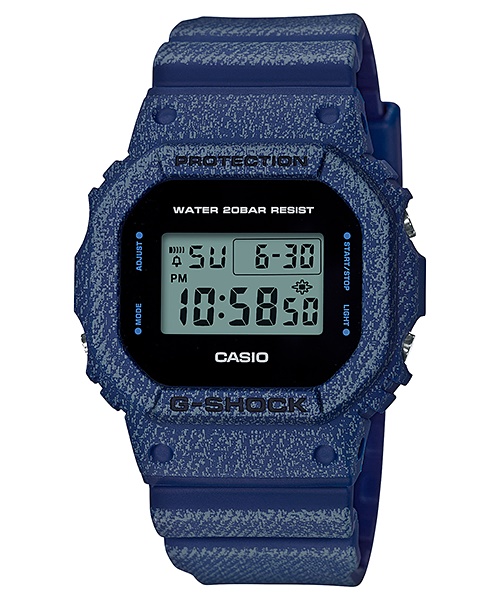 PROTECTION
WATER 20BAR RESIST
ADJUST
MODE
SU 6-30
PM
10:58 50
START/STOP
LIGHT
CASIO
G-SHOCK